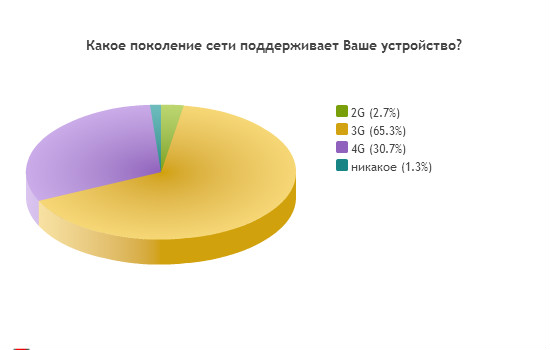 Какое поколение сети поддерживает Ваше устройство?
2G (2.7%)
3G (65.3%)
4G (30.7%)
никакое (1.3%)